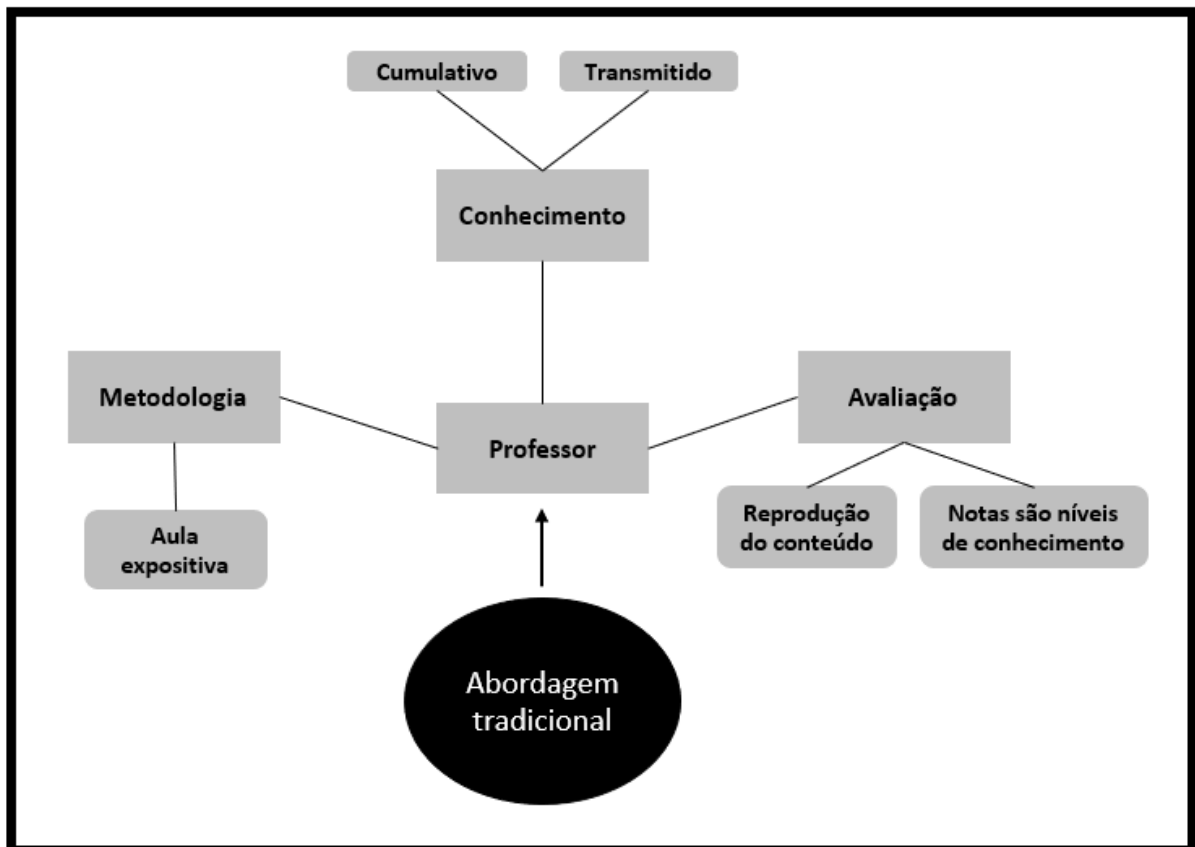 Cumulativo
Transmitido
Conhecimento
Metodologia
Avaliação
Professor
Aula
expositiva
Reprodução
do conteúdo
Notas são níveis
de conhecimento
Abordagem
tradicional